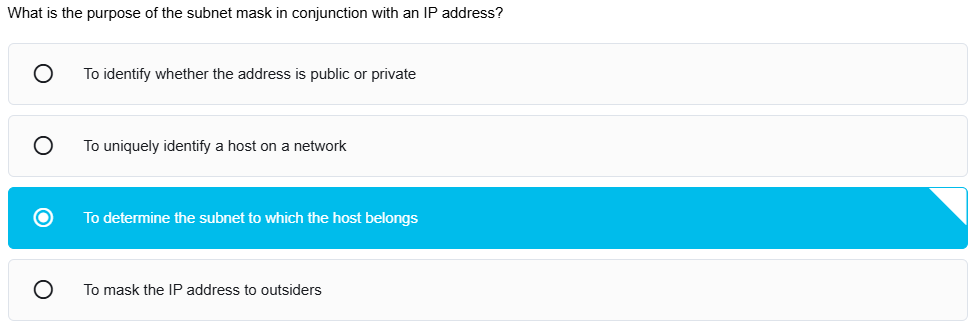 What is the purpose of the subnet mask in conjunction with an IP address?
To identify whether the address is public or private
To uniquely identify a host on a network
To determine the subnet to which the host belongs
To mask the IP address to outsiders